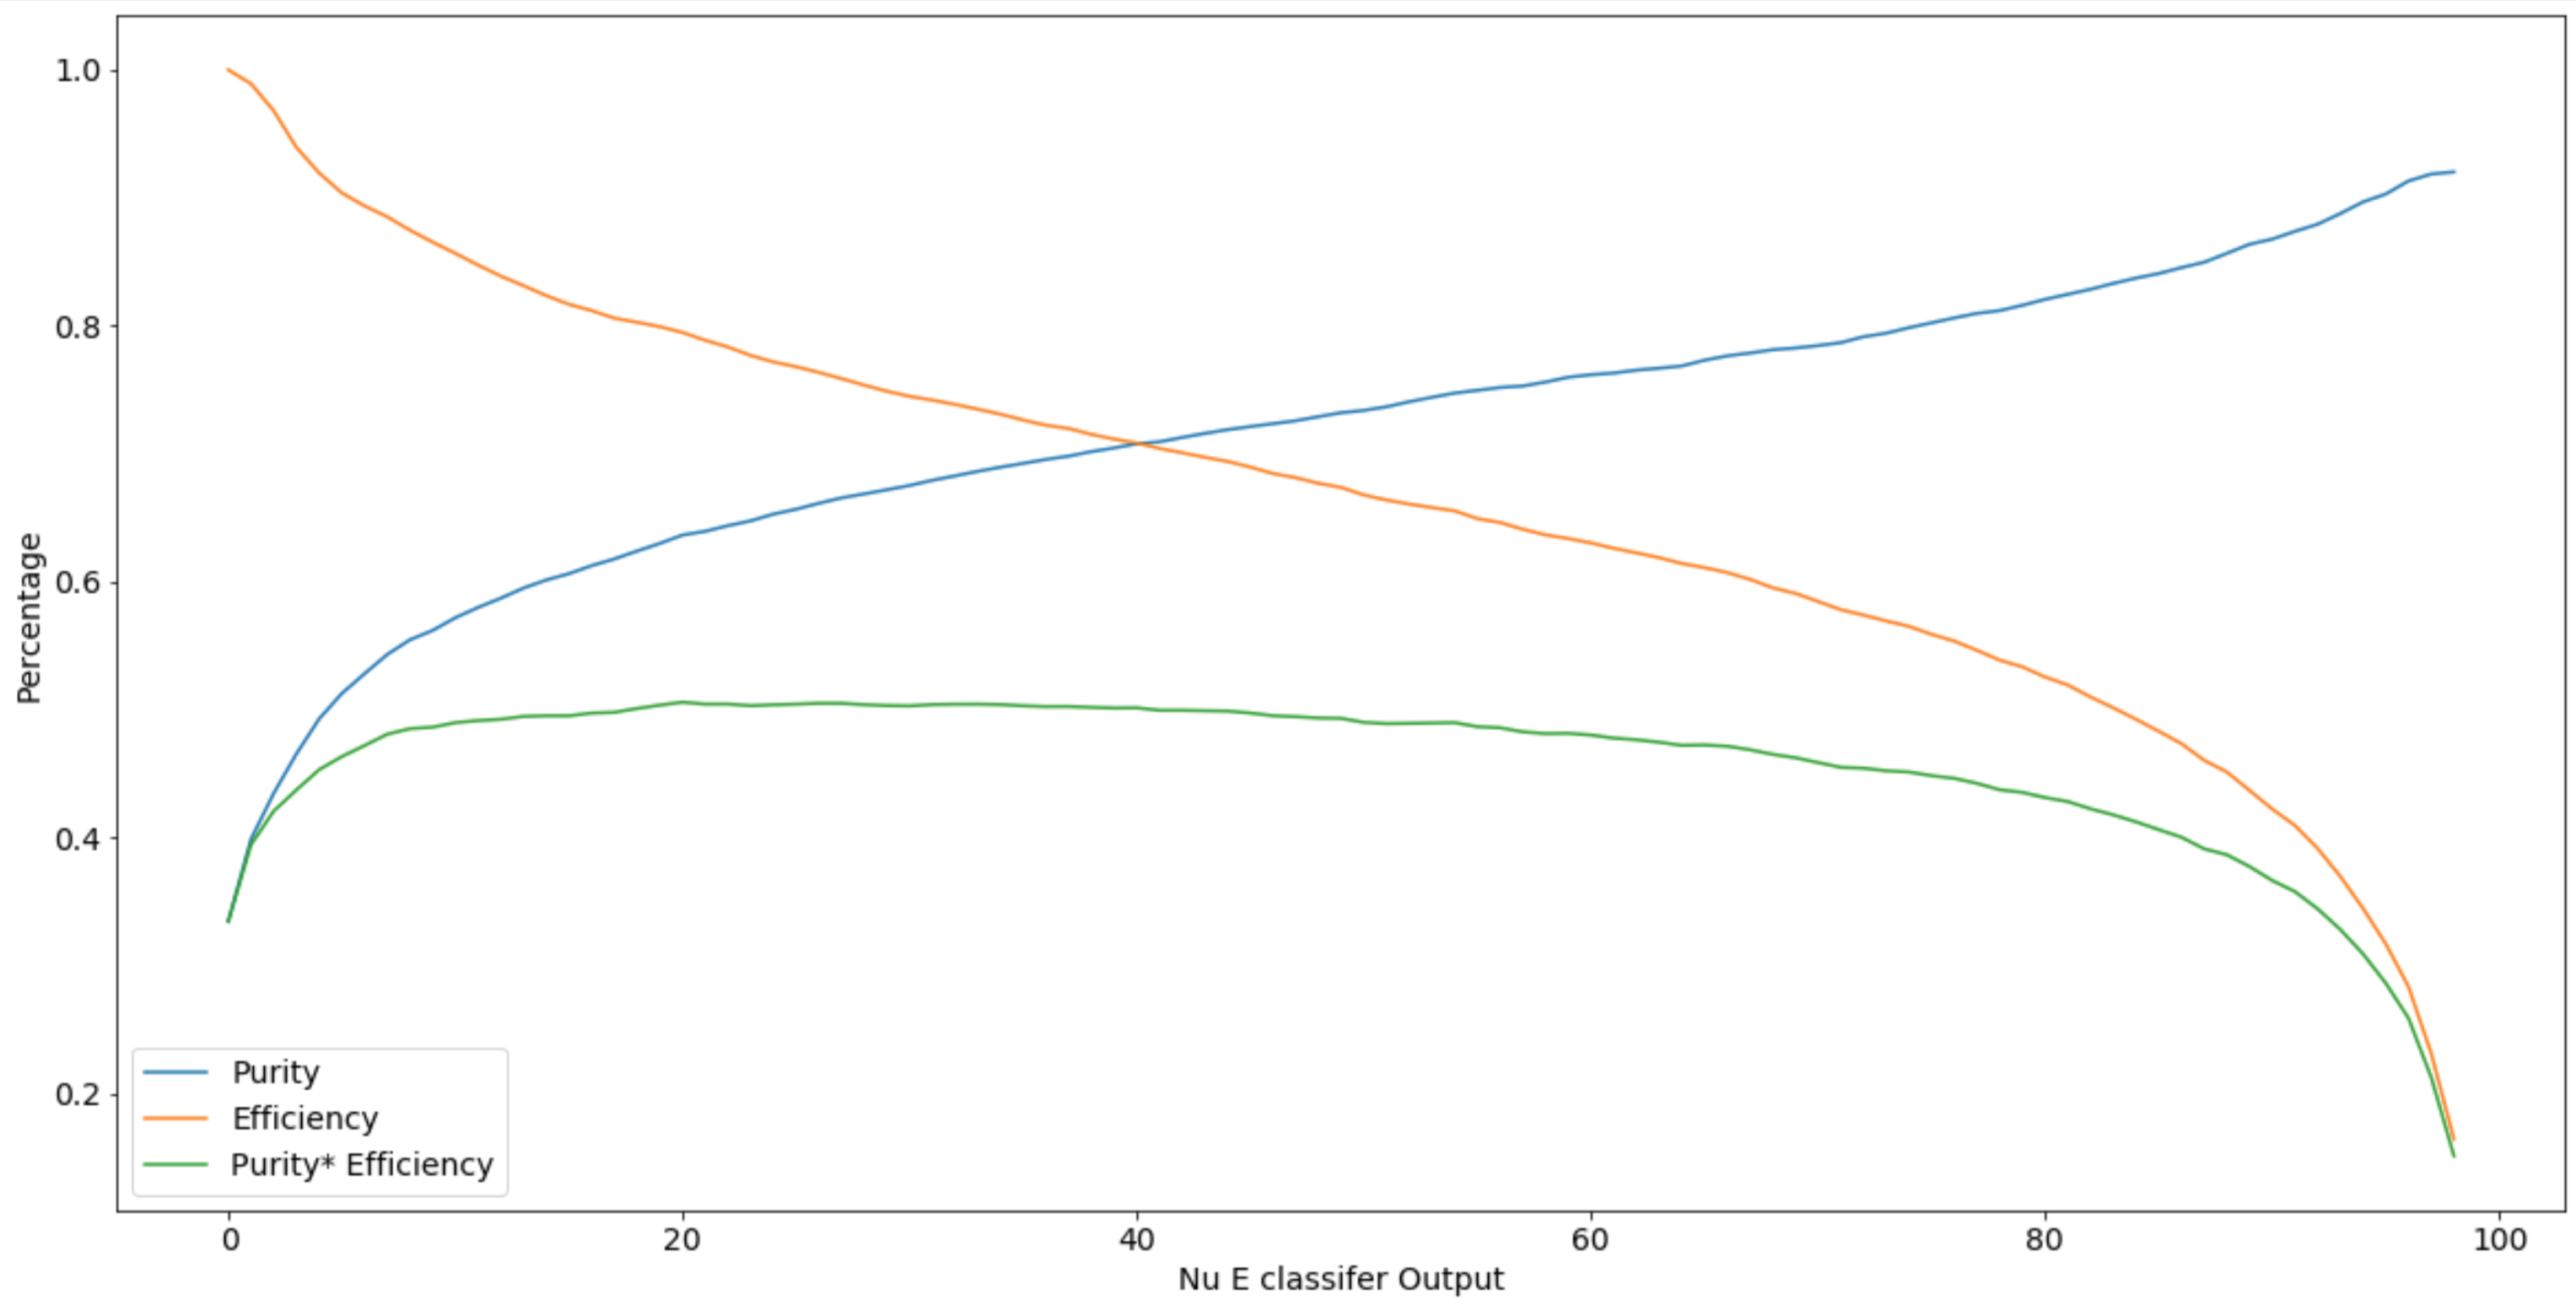 1.0
0.8
0.6
0.4
0.2
Percentage
Purity
Efficiency
Purity* Efficiency
0 20 40 60 80 100
Nu E classifer Output